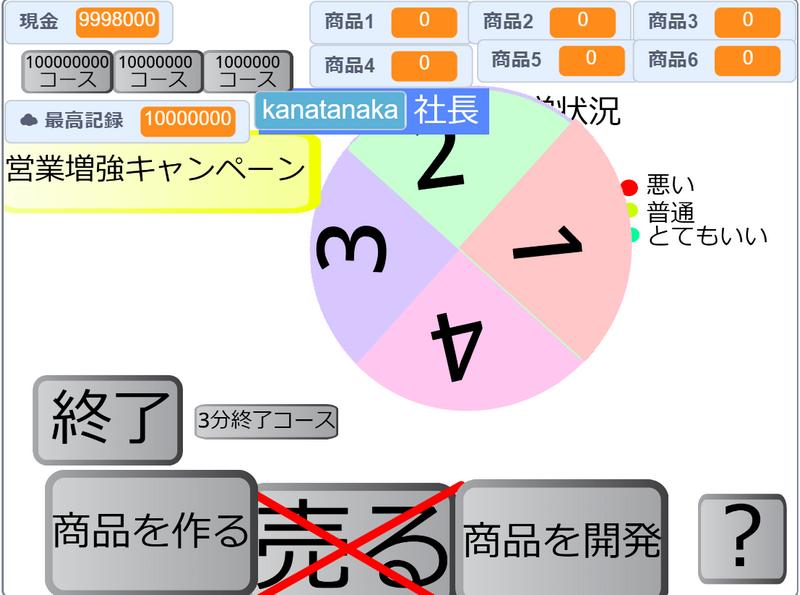 現金 9998000
商品1 0
商品2 0
商品3 0
商品4 0
商品5 0
商品6 0
100000000
コース
10000000
コース
1000000
コース
最高記録 10000000
kanatanaka 社長
状況
営業増強キャンペーン
悪い
普通
とてもいい
2
1
3
4
終了
3分終了コース
商品を作る
売る
商品を開発
?